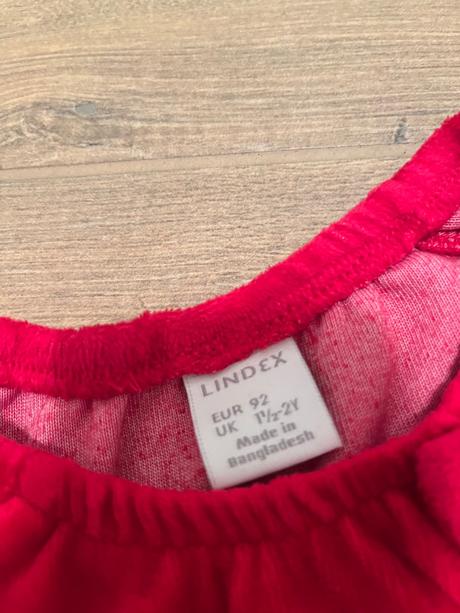 LINDEX
EUR 92
UK 1½-2Y
Made in
Bangladesh